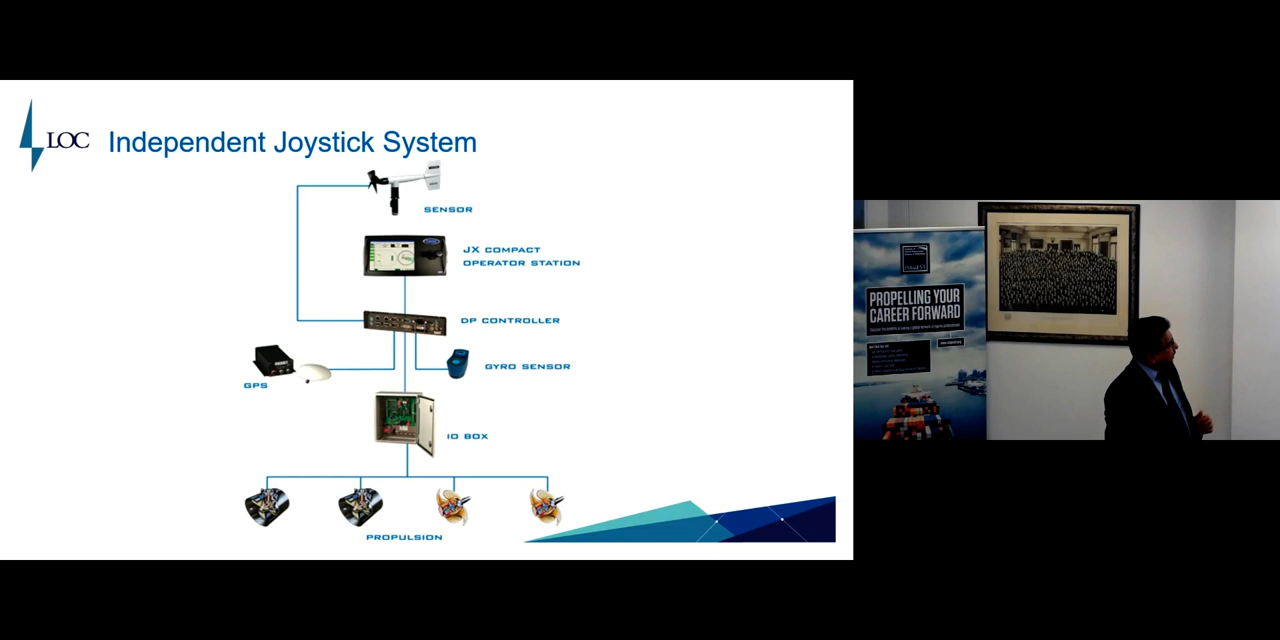 LOC
Independent Joystick System
SENSOR
JX COMPACT
OPERATOR STATION
DP CONTROLLER
GYRO SENSOR
GPS
IO BOX
PROPULSION
PROPELLING YOUR
CAREER FORWARD